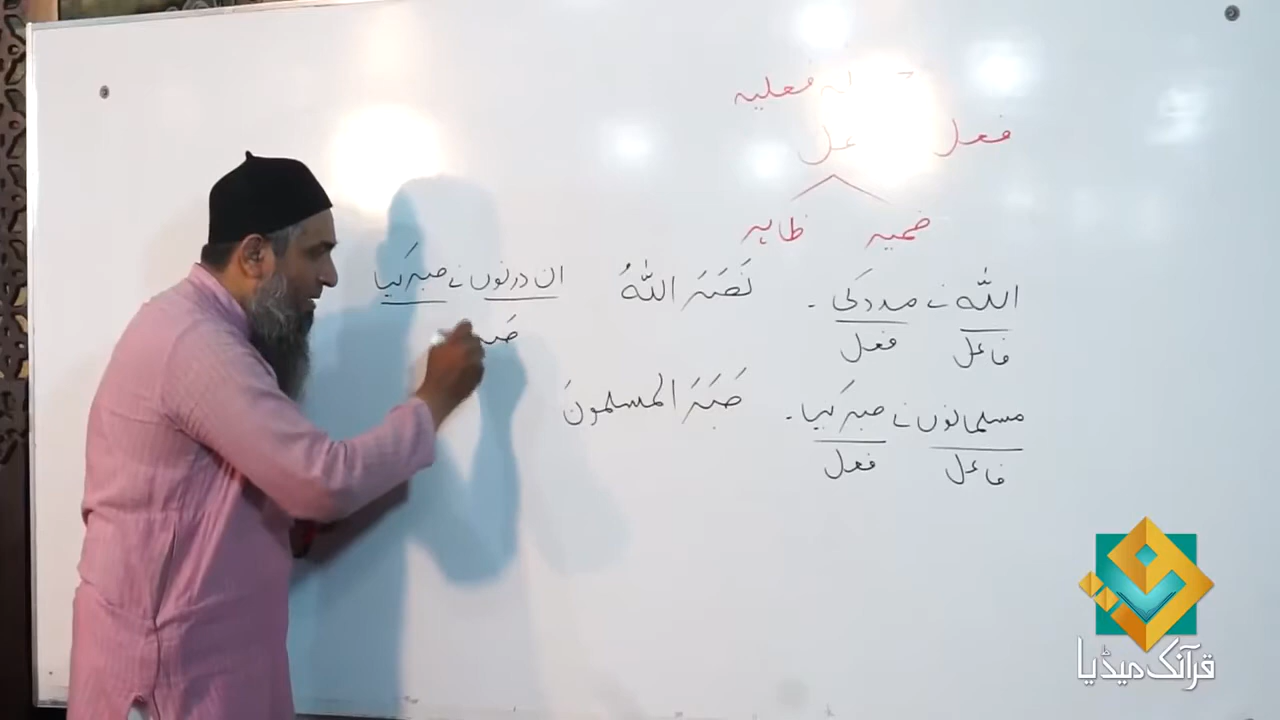 فعلیہ
فعل
ضمیر ظاہر
اللہ نے مدد کی ۔
فاعل فعل
نَصَرَ اللّٰهُ
ان دونوں نے صبر کیا
صَبَ
مسلمانوں نے صبر کیا ۔
فاعل فعل
صَبَرَ المسلمونَ
قرآنک میڈیا